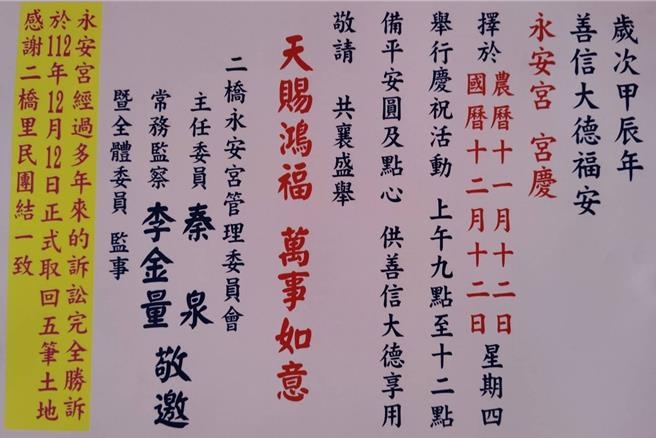 歲次甲辰年
善信大德福安
永安宮 宮慶
擇於 農曆十一月十二日 國曆十二月十二日 星期四
舉行慶祝活動 上午九點至十二點
備平安圓及點心 供善信大德享用
敬請 共襄盛舉
天賜鴻福 萬事如意
二橋永安宮管理委員會
主任委員 秦泉
常務監察 李金量 敬邀
暨全體委員 監事
永安宮經過多年來的訴訟完全勝訴
於112年12月12日正式取回五筆土地
感謝二橋里民團結一致